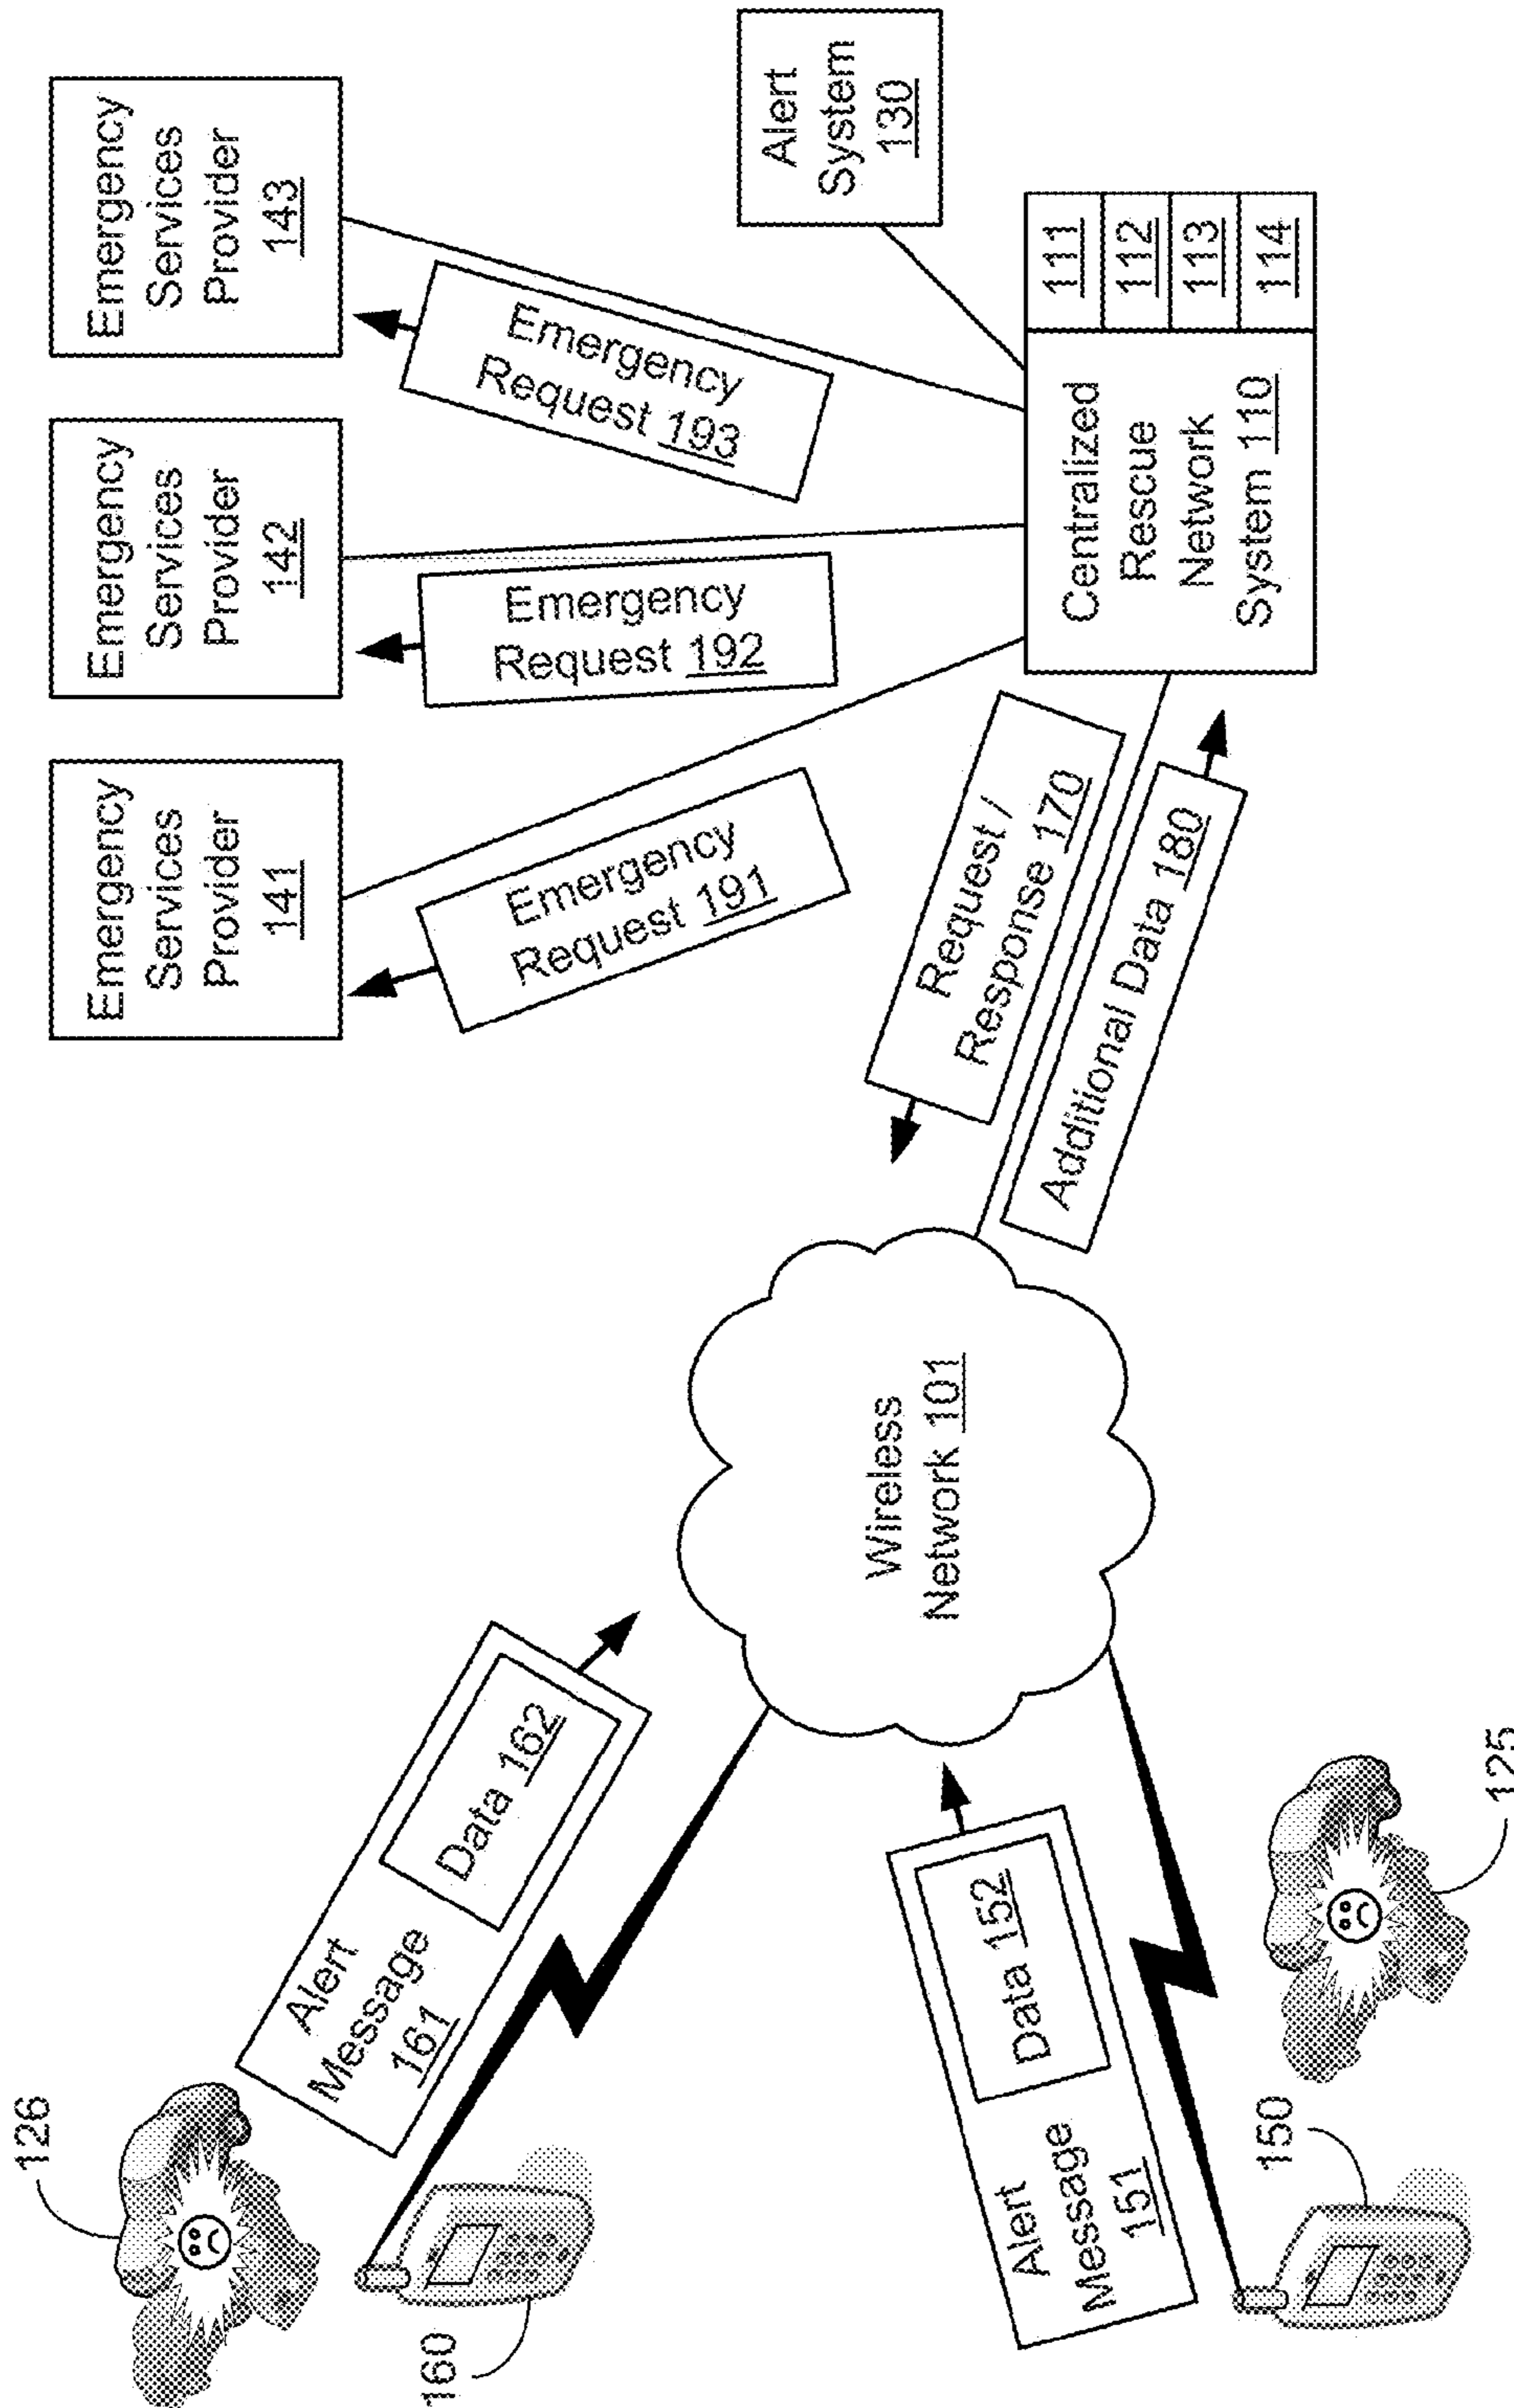 126
160
Alert
Message
161
Data 162
Alert
Message
151
Data 152
150
125
Wireless
Network 101
Request /
Response 170
Additional Data 180
Emergency
Services
Provider
141
Emergency
Services
Provider
142
Emergency
Services
Provider
143
Emergency
Request 191
Emergency
Request 192
Emergency
Request 193
Alert
System
130
Centralized
Rescue
Network
System 110
111
112
113
114